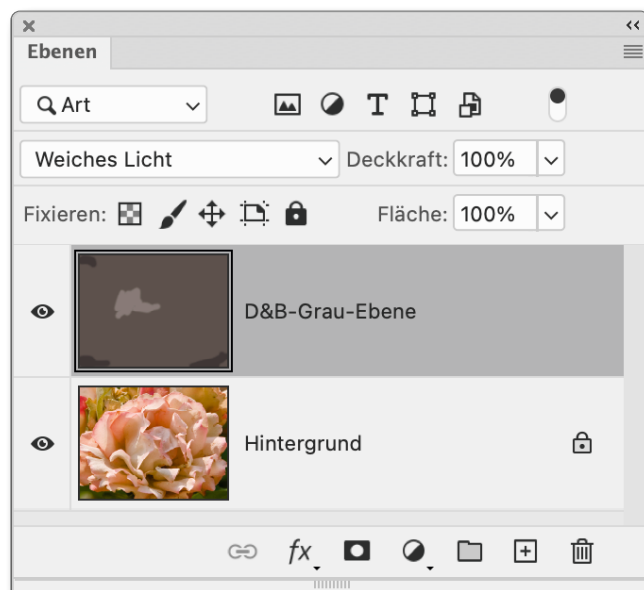 Ebenen
Art
Weiches Licht Deckkraft: 100%
Fixieren: Fläche: 100%
D&B-Grau-Ebene
Hintergrund
fx